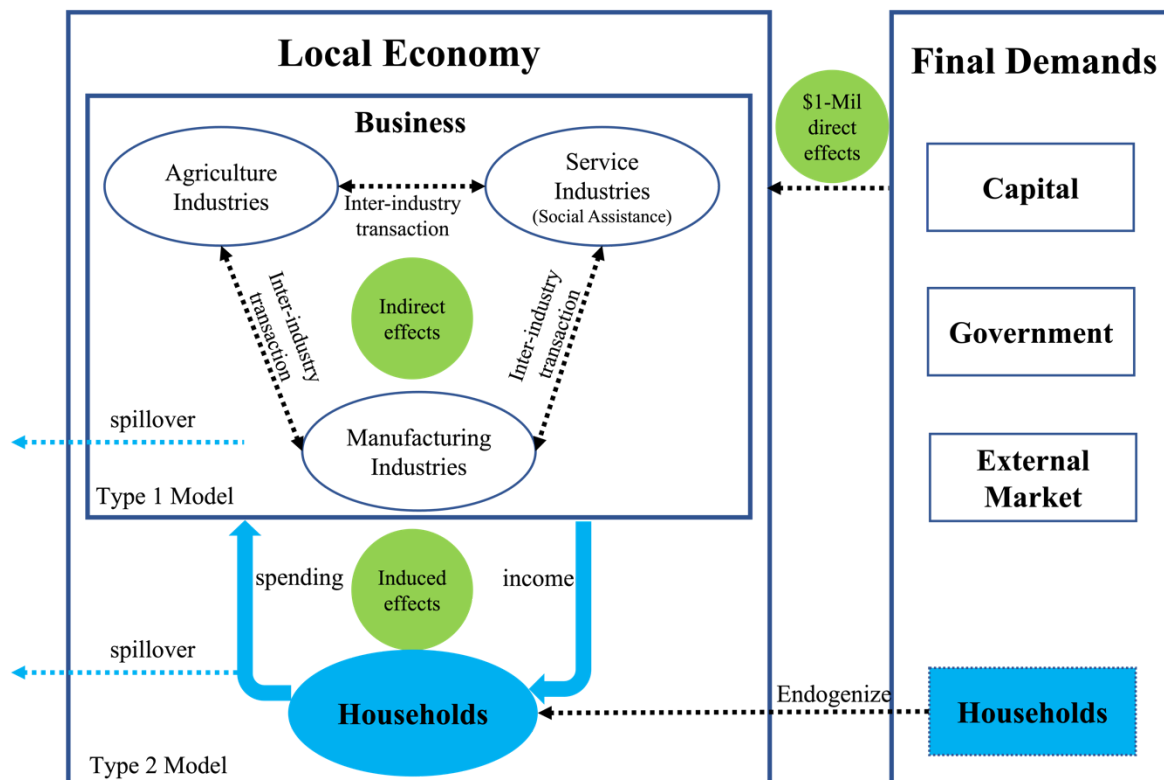 Local Economy
Business
Agriculture
Industries
Service
Industries
(Social Assistance)
Inter-industry
transaction
Inter-industry
transaction
Inter-industry
transaction
Indirect
effects
Manufacturing
Industries
spillover
Type 1 Model
spending
Induced
effects
income
spillover
Households
Type 2 Model
$1-Mil
direct
effects
Endogenize
Final Demands
Capital
Government
External
Market
Households